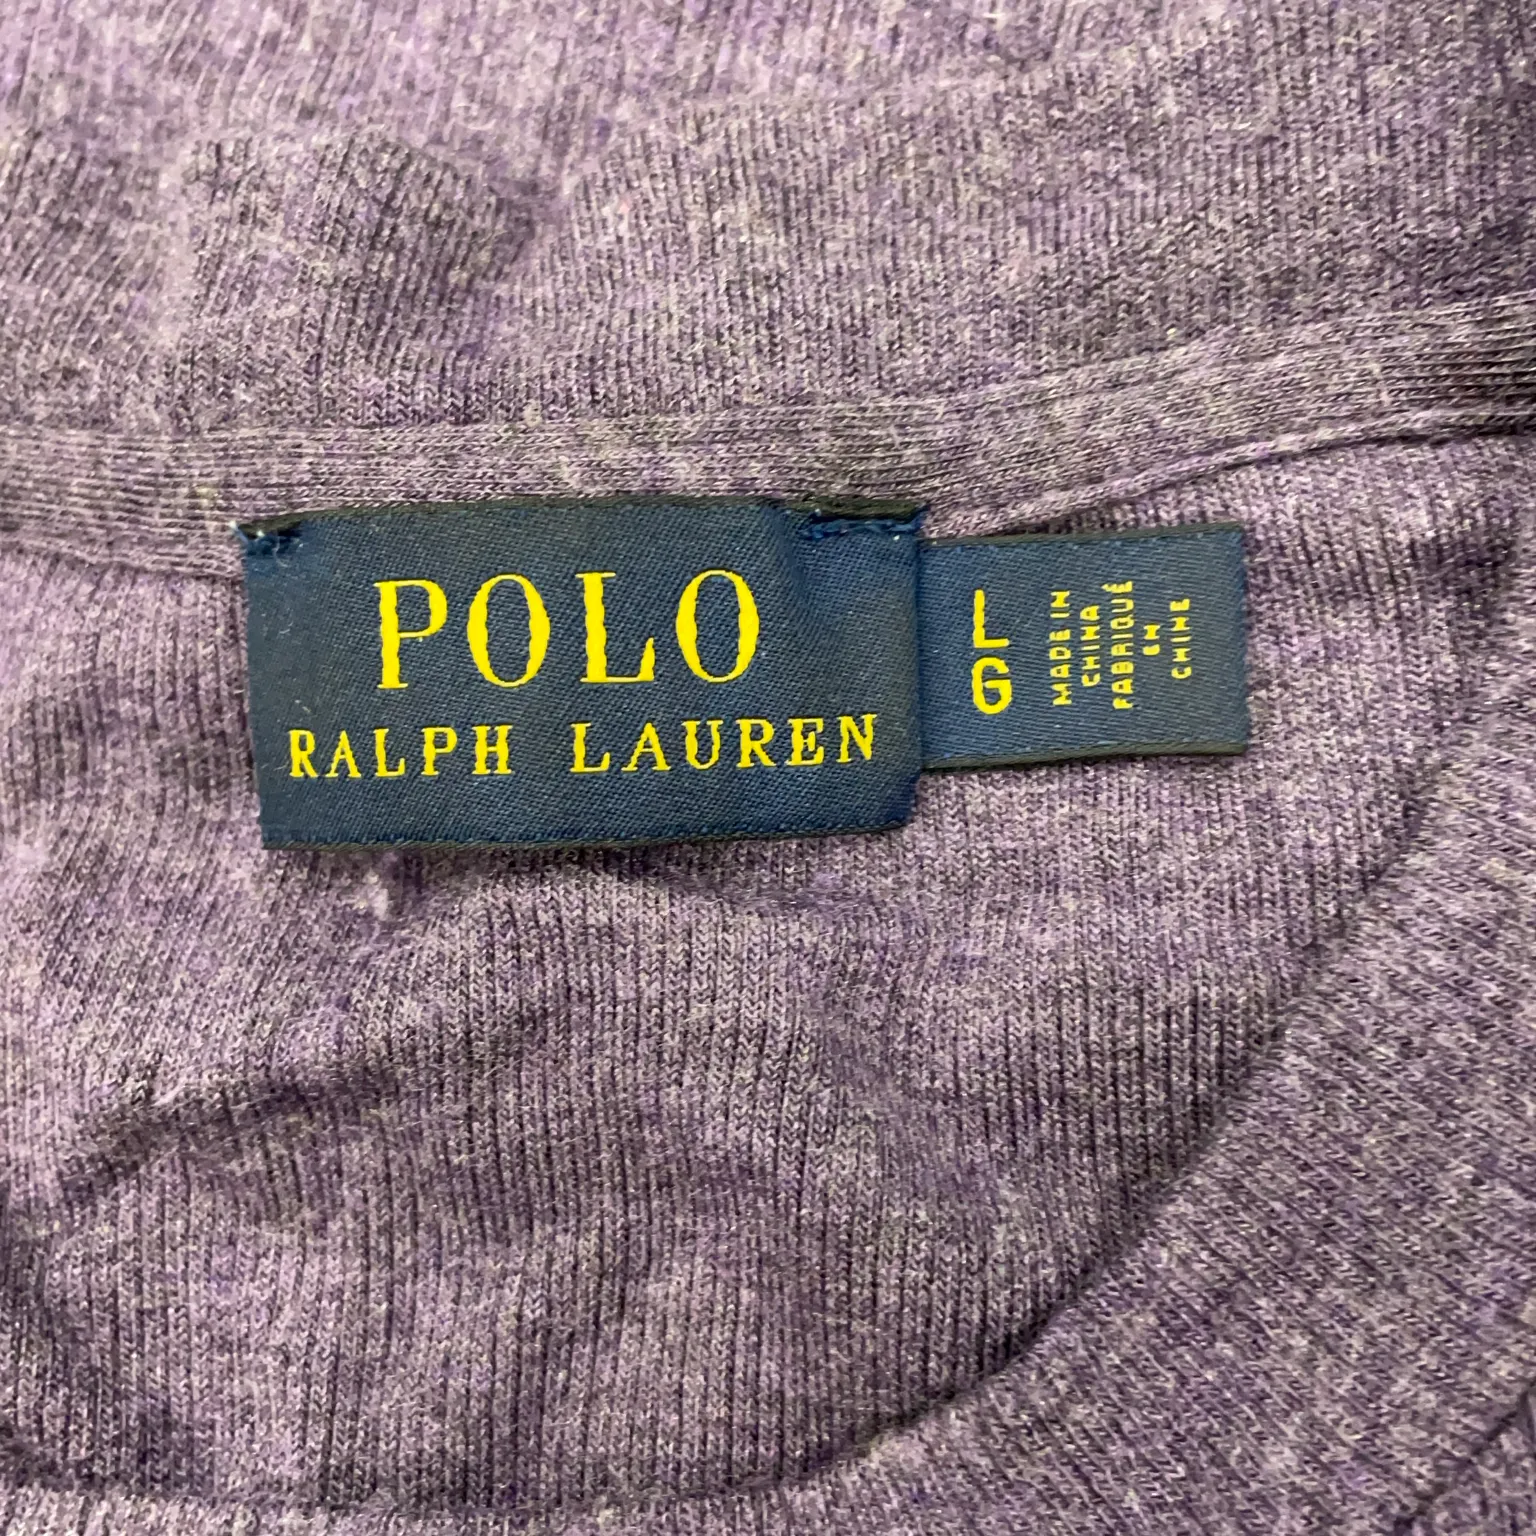 POLO
RALPH LAUREN
L
G
MADE IN
CHINA
FABRIQUÉ
EN
CHINE